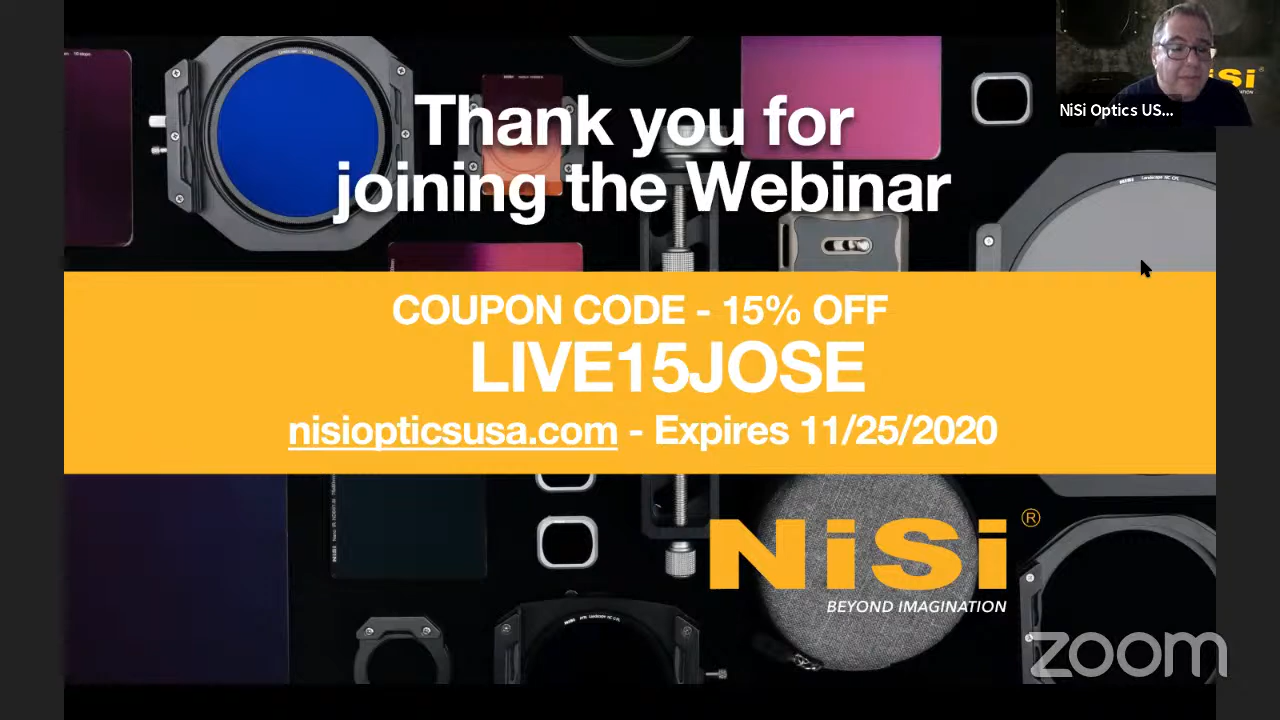 Thank you for
joining the Webinar
NiSi Optics US...
COUPON CODE - 15% OFF
LIVE15JOSE
nisiopticsusa.com - Expires 11/25/2020
NiSi®
BEYOND IMAGINATION
zoom